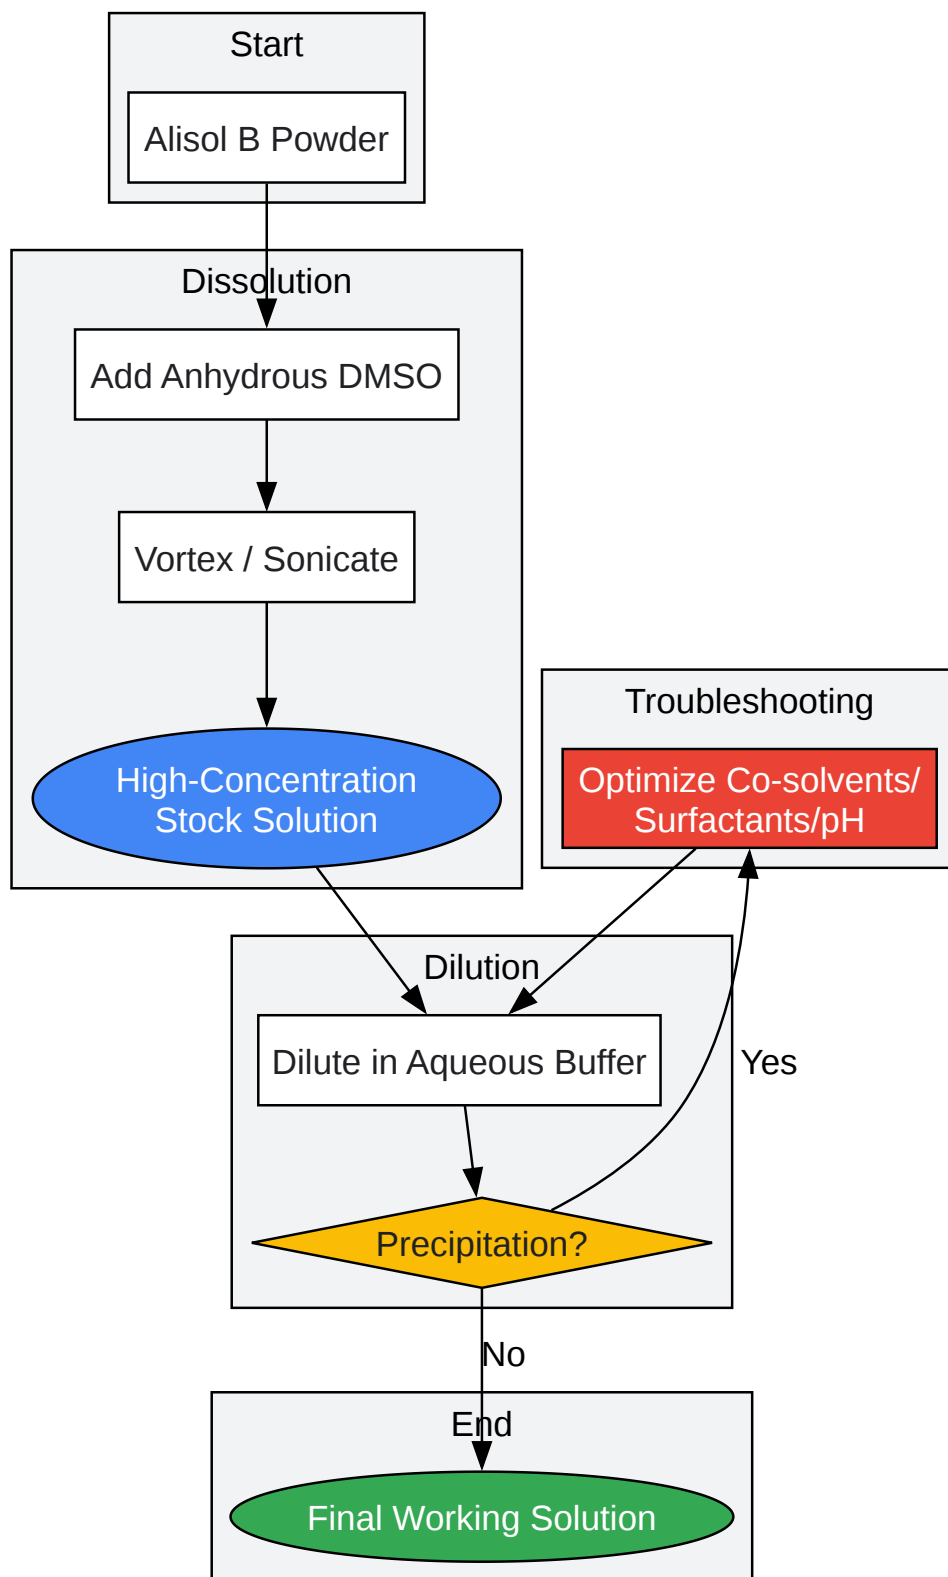 Start
Alisol B Powder
Dissolution
Add Anhydrous DMSO
Vortex / Sonicate
High-Concentration
Stock Solution
Troubleshooting
Optimize Co-solvents/
Surfactants/pH
Dilution
Dilute in Aqueous Buffer
Yes
Precipitation?
No
End
Final Working Solution